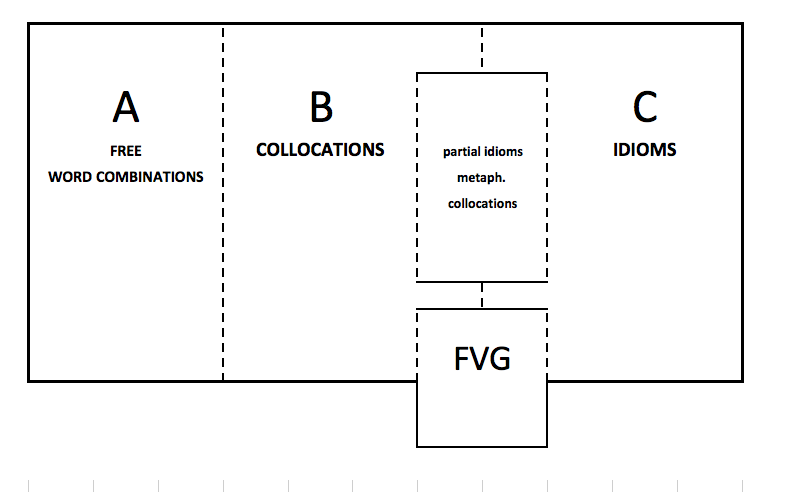 A
FREE
WORD COMBINATIONS
B
COLLOCATIONS
partial idioms
metaph.
collocations
C
IDIOMS
FVG